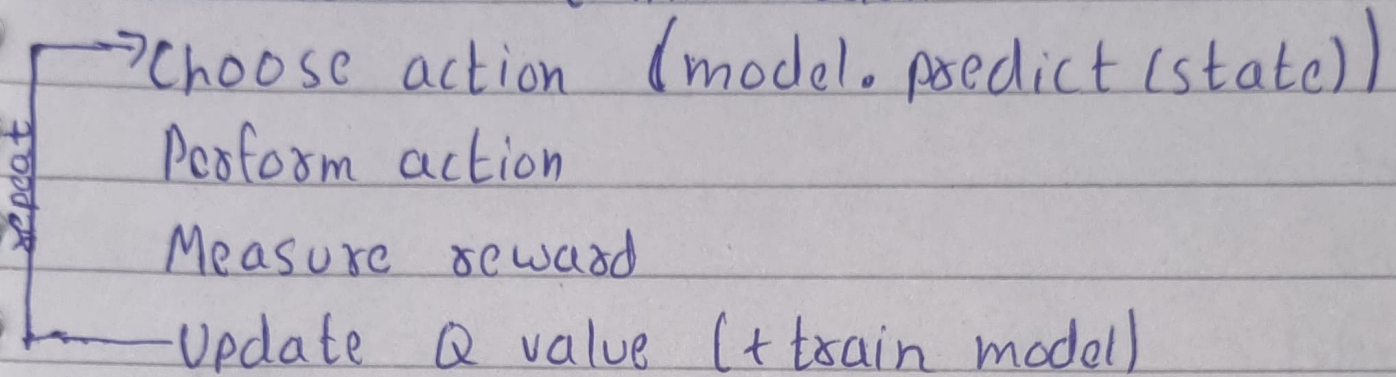 Choose action (model. predict (state))
Perform action
repeat
Measure reward
Update Q value (+ train model)